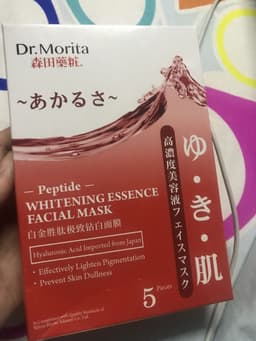 Dr.Morita
森田藥粧.
~あかるさ~
ゆ・き・肌
高濃度美容液フェイスマスク
— Peptide —
WHITENING ESSENCE
FACIAL MASK
白金胜肽极致钻白面膜
Hyaluronic Acid Imported from Japan
• Effectively Lighten Pigmentation
• Prevent Skin Dullness
5 Pieces